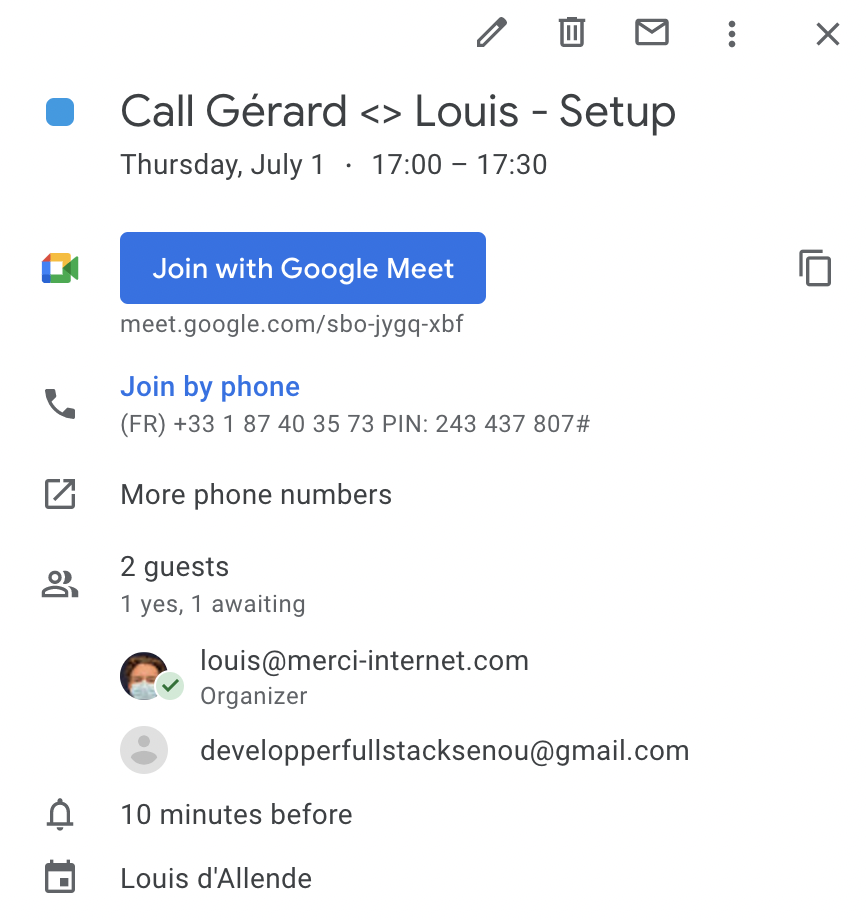 Call Gérard <> Louis - Setup
Thursday, July 1 · 17:00 – 17:30
Join with Google Meet
meet.google.com/sbo-jygq-xbf
Join by phone
(FR) +33 1 87 40 35 73 PIN: 243 437 807#
More phone numbers
2 guests
1 yes, 1 awaiting
louis@merci-internet.com
Organizer
developperfullstacksenou@gmail.com
10 minutes before
Louis d'Allende